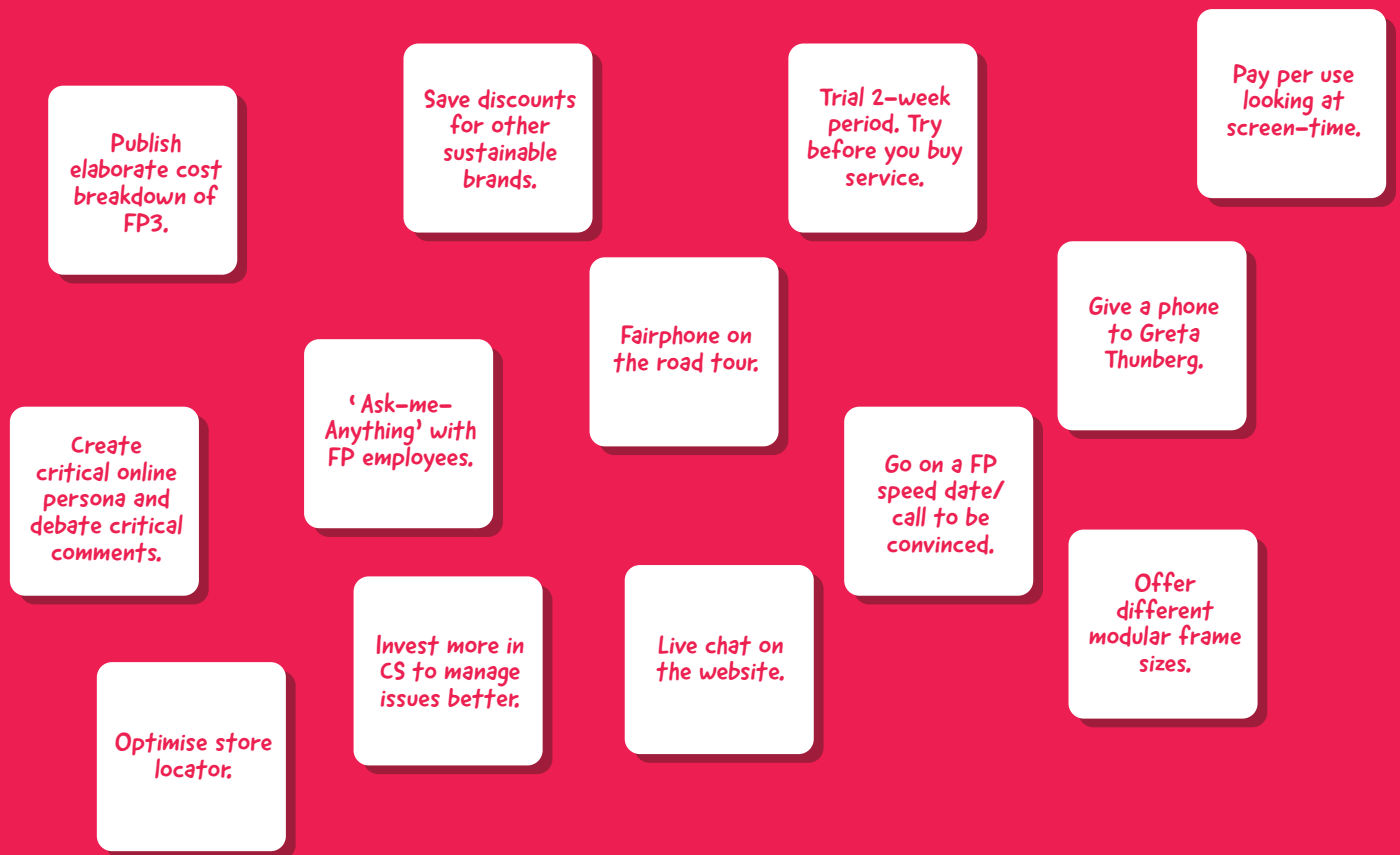 Pay per use
looking at
screen-time.
Save discounts
for other
sustainable
brands.
Trial 2-week
period. Try
before you buy
service.
Publish
elaborate cost
breakdown of
FP3.
Fairphone on
the road tour.
Give a phone
to Greta
Thunberg.
‘Ask-me-
Anything’ with
FP employees.
Create
critical online
persona and
debate critical
comments.
Go on a FP
speed date/
call to be
convinced.
Offer
different
modular frame
sizes.
Invest more in
CS to manage
issues better.
Live chat on
the website.
Optimise store
locator.